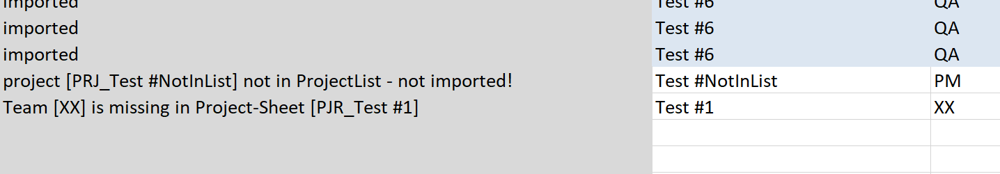 imported Test #6 QA
imported Test #6 QA
imported Test #6 QA
project [PRJ_Test #NotInList] not in ProjectList - not imported! Test #NotInList PM
Team [XX] is missing in Project-Sheet [PJR_Test #1] Test #1 XX